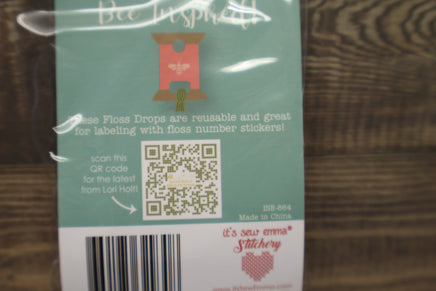 Bee Inspired!
these Floss Drops are reusable and great
for labeling with floss number stickers!
scan this
QR code
for the latest
from Lori Holt!
ISE-864
Made in China
it's sew emma®
Stitchery